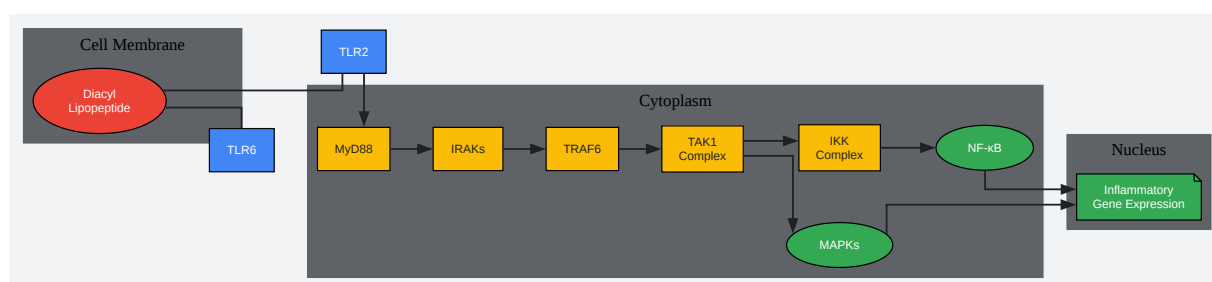 Cell Membrane
Diacyl
Lipopeptide
TLR6
TLR2
Cytoplasm
MyD88
IRAKs
TRAF6
TAK1
Complex
IKK
Complex
NF-κB
MAPKs
Nucleus
Inflammatory
Gene Expression